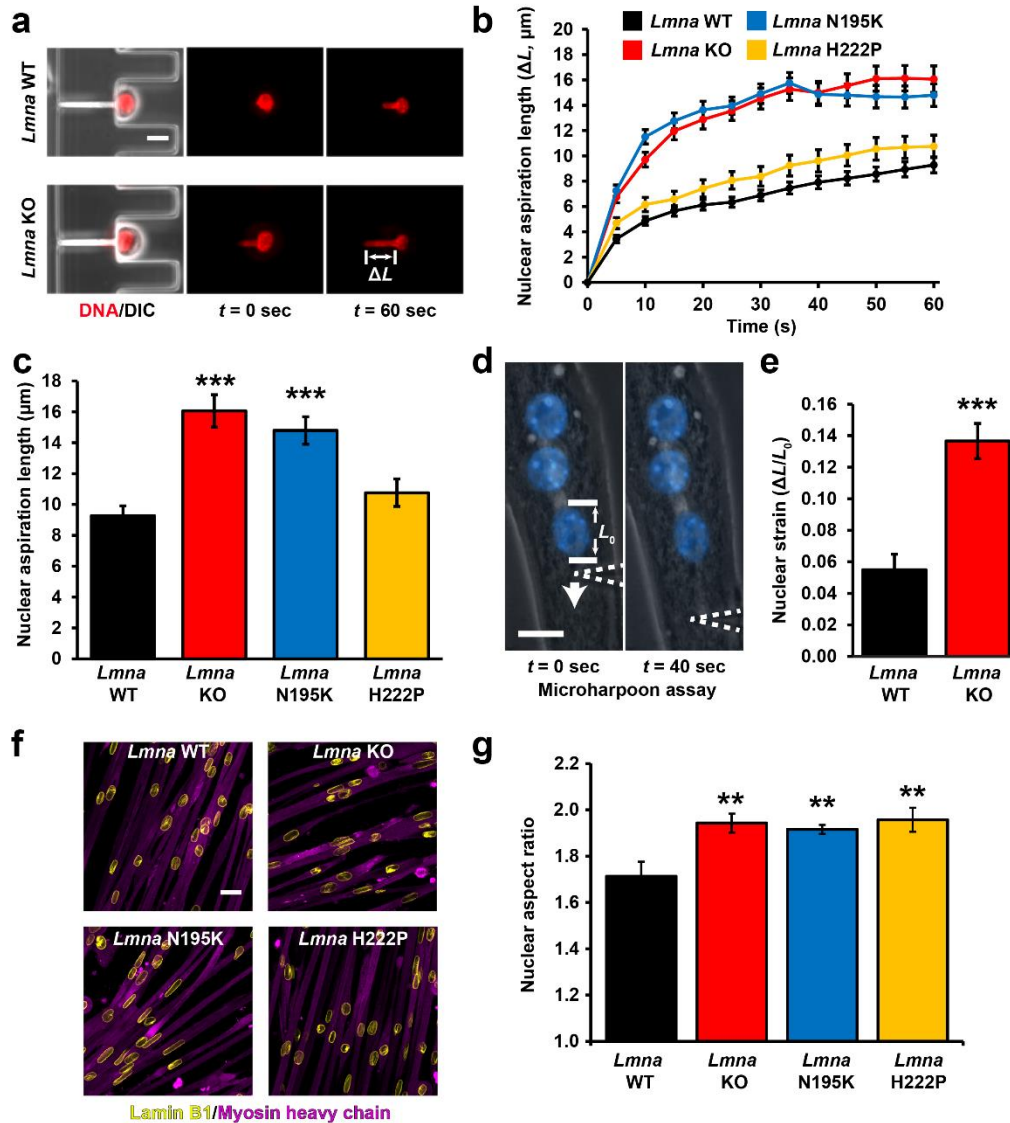 a
Lmna WT
Lmna KO
ΔL
DNA/DIC
t = 0 sec
t = 60 sec
b
Lmna WT
Lmna N195K
Lmna KO
Lmna H222P
Nulcear aspiration length (ΔL, µm)
20
18
16
14
12
10
8
6
4
2
0
0 10 20 30 40 50 60
Time (s)
c
Nuclear aspiration length (µm)
18
16
14
12
10
8
6
4
2
0
***
***
Lmna Lmna Lmna Lmna
WT KO N195K H222P
d
L0
t = 0 sec
t = 40 sec
Microharpoon assay
e
Nuclear strain (ΔL/L0)
0.16
0.14
0.12
0.10
0.08
0.06
0.04
0.02
0.00
***
Lmna Lmna
WT KO
f
Lmna WT
Lmna KO
Lmna N195K
Lmna H222P
Lamin B1/Myosin heavy chain
g
Nuclear aspect ratio
2.2
2.0
1.8
1.6
1.4
1.2
1.0
**
**
**
Lmna Lmna Lmna Lmna
WT KO N195K H222P